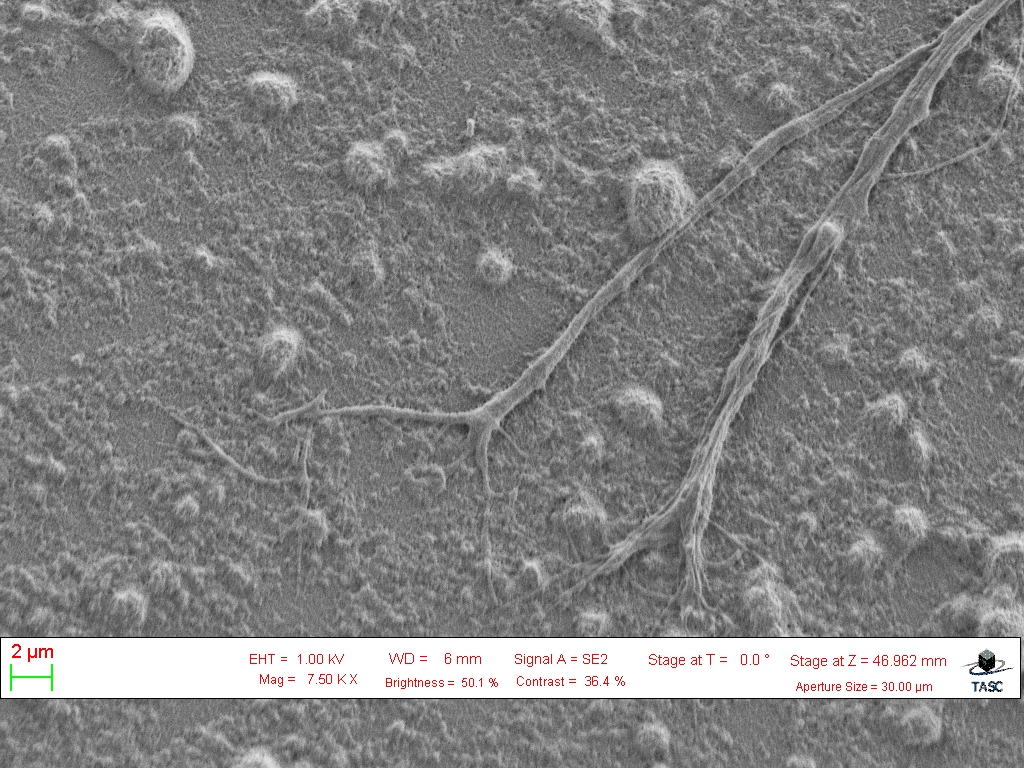 2 µm
EHT = 1.00 kV WD = 6 mm Signal A = SE2 Stage at T = 0.0 ° Stage at Z = 46.962 mm
Mag = 7.50 K X Brightness = 50.1 % Contrast = 36.4 % Aperture Size = 30.00 µm
TASC